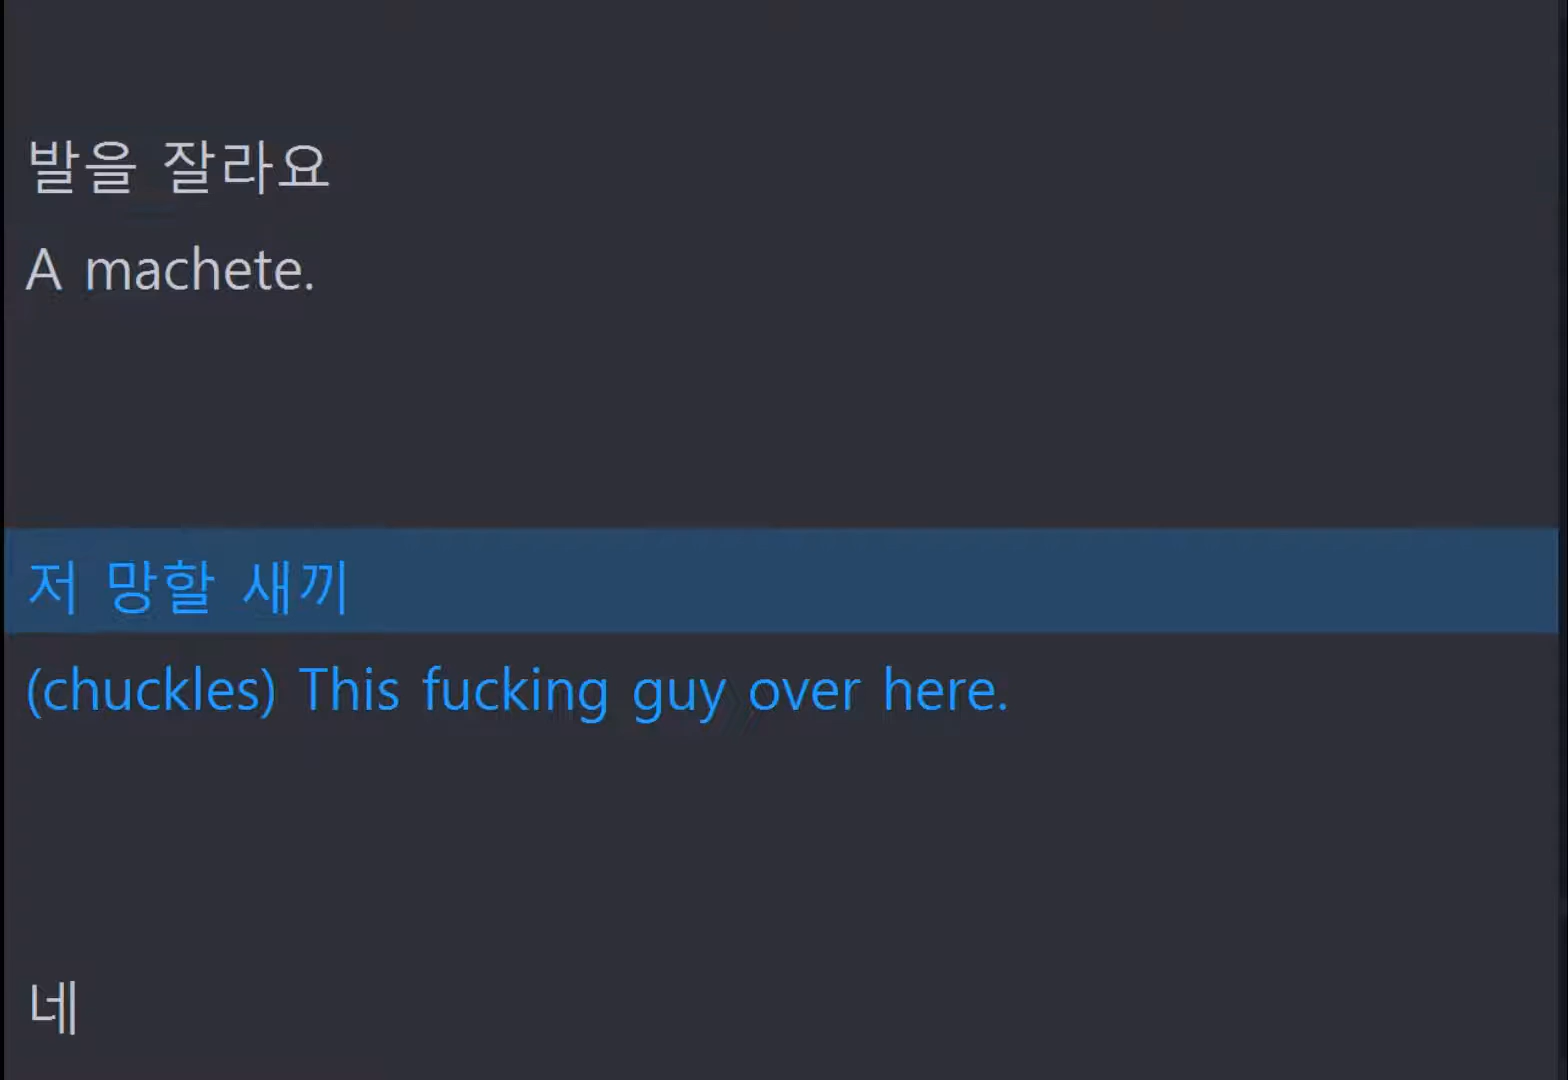 발을 잘라요
A machete.
저 망할 새끼
(chuckles) This fucking guy over here.
네